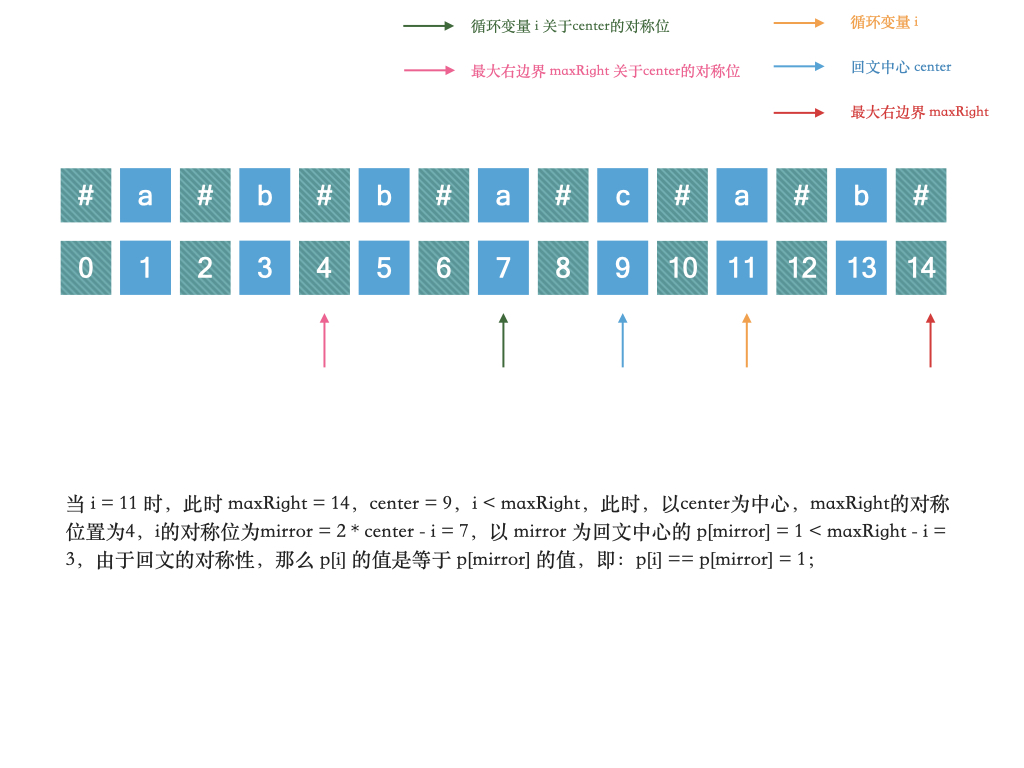 循环变量 i 关于center的对称位
循环变量 i
最大右边界 maxRight 关于center的对称位
回文中心 center
最大右边界 maxRight
# a # b # b # a # c # a # b #
0 1 2 3 4 5 6 7 8 9 10 11 12 13 14
当 i = 11 时，此时 maxRight = 14，center = 9，i < maxRight，此时，以center为中心，maxRight的对称
位置为4，i的对称位为mirror = 2 * center - i = 7，以 mirror 为回文中心的 p[mirror] = 1 < maxRight - i =
3，由于回文的对称性，那么 p[i] 的值是等于 p[mirror] 的值，即：p[i] == p[mirror] = 1；